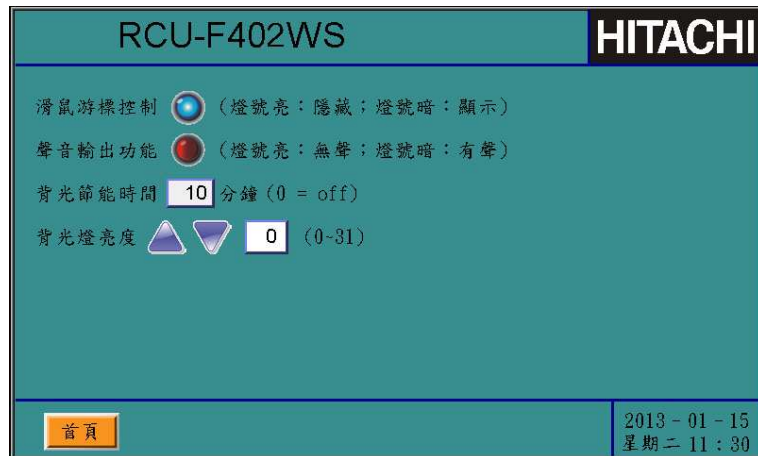 RCU-F402WS
HITACHI
滑鼠游標控制 (燈號亮：隱藏；燈號暗：顯示)
聲音輸出功能 (燈號亮：無聲；燈號暗：有聲)
背光節能時間 10 分鐘 (0 = off)
背光燈亮度 0 (0~31)
首頁
2013 - 01 - 15
星期二 11 : 30